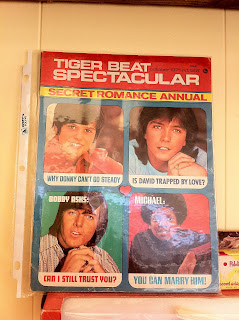 TIGER BEAT
SPECTACULAR
SECRET ROMANCE ANNUAL
WHY DONNY CAN'T GO STEADY
IS DAVID TRAPPED BY LOVE?
BOBBY ASKS:
CAN I STILL TRUST YOU?
MICHAEL:
YOU CAN MARRY HIM!